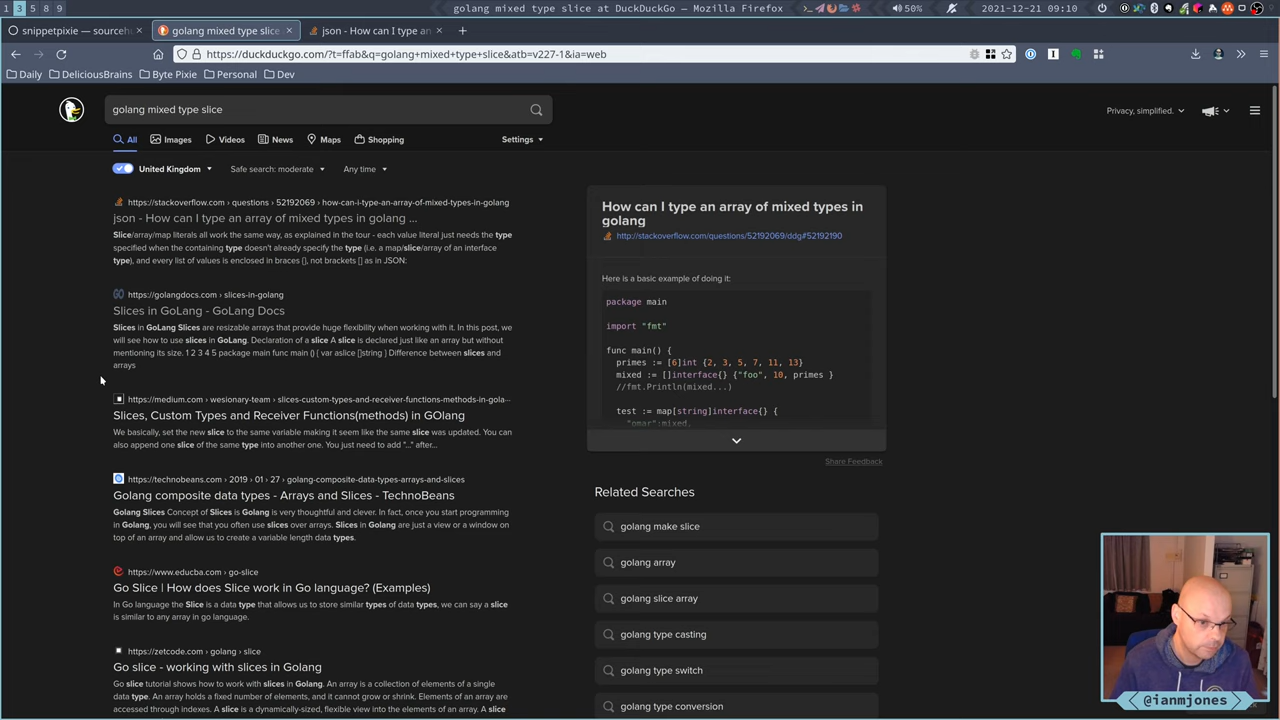 1 3 5 8 9
golang mixed type slice at DuckDuckGo — Mozilla Firefox
50%
2021-12-21 09:10
snippetpixie — sourceh
golang mixed type slice
json - How can I type an
https://duckduckgo.com/?t=ffab&q=golang+mixed+type+slice&atb=v227-1&ia=web
Daily
DeliciousBrains
Byte Pixie
Personal
Dev
golang mixed type slice
Privacy, simplified.
All
Images
Videos
News
Maps
Shopping
Settings
United Kingdom
Safe search: moderate
Any time
https://stackoverflow.com › questions › 52192069 › how-can-i-type-an-array-of-mixed-types-in-golang
json - How can I type an array of mixed types in golang ...
Slice/array/map literals all work the same way, as explained in the tour - each value literal just needs the type
specified when the containing type doesn't already specify the type (i.e. a map/slice/array of an interface
type), and every list of values is enclosed in braces {}, not brackets [] as in JSON:
https://golangdocs.com › slices-in-golang
Slices in GoLang - GoLang Docs
Slices in GoLang Slices are resizable arrays that provide huge flexibility when working with it. In this post, we
will see how to use slices in GoLang. Declaration of a slice A slice is declared just like an array but without
mentioning its size. 1 2 3 4 5 package main func main () { var aslice []string } Difference between slices and
arrays
https://medium.com › wesionary-team › slices-custom-types-and-receiver-functions-methods-in-gola...
Slices, Custom Types and Receiver Functions(methods) in GOlang
We basically, set the new slice to the same variable making it seem like the same slice was updated. You can
also append one slice of the same type into another one. You just need to add "..." after...
https://technobeans.com › 2019 › 01 › 27 › golang-composite-data-types-arrays-and-slices
Golang composite data types - Arrays and Slices - TechnoBeans
Golang Slices Concept of Slices is Golang is very thoughtful and clever. In fact, once you start programming
in Golang, you will see that you often use slices over arrays. Slices in Golang are just a view or a window on
top of an array and allow us to create a variable length data types.
https://www.educba.com › go-slice
Go Slice | How does Slice work in Go language? (Examples)
In Go language the Slice is a data type that allows us to store similar types of data types, we can say a slice
is similar to any array in go language.
https://zetcode.com › golang › slice
Go slice - working with slices in Golang
Go slice tutorial shows how to work with slices in Golang. An array is a collection of elements of a single
data type. An array holds a fixed number of elements, and it cannot grow or shrink. Elements of an array are
accessed through indexes. A slice is a dynamically-sized, flexible view into the elements of an array. A slice
How can I type an array of mixed types in
golang
http://stackoverflow.com/questions/52192069/ddg#52192190
Here is a basic example of doing it:
package main
import "fmt"
func main() {
primes := [6]int {2, 3, 5, 7, 11, 13}
mixed := []interface{} {"foo", 10, primes }
//fmt.Println(mixed...)
test := map[string]interface{} {
"omar":mixed,
Share Feedback
Related Searches
golang make slice
golang array
golang slice array
golang type casting
golang type switch
golang type conversion
@ianmjones